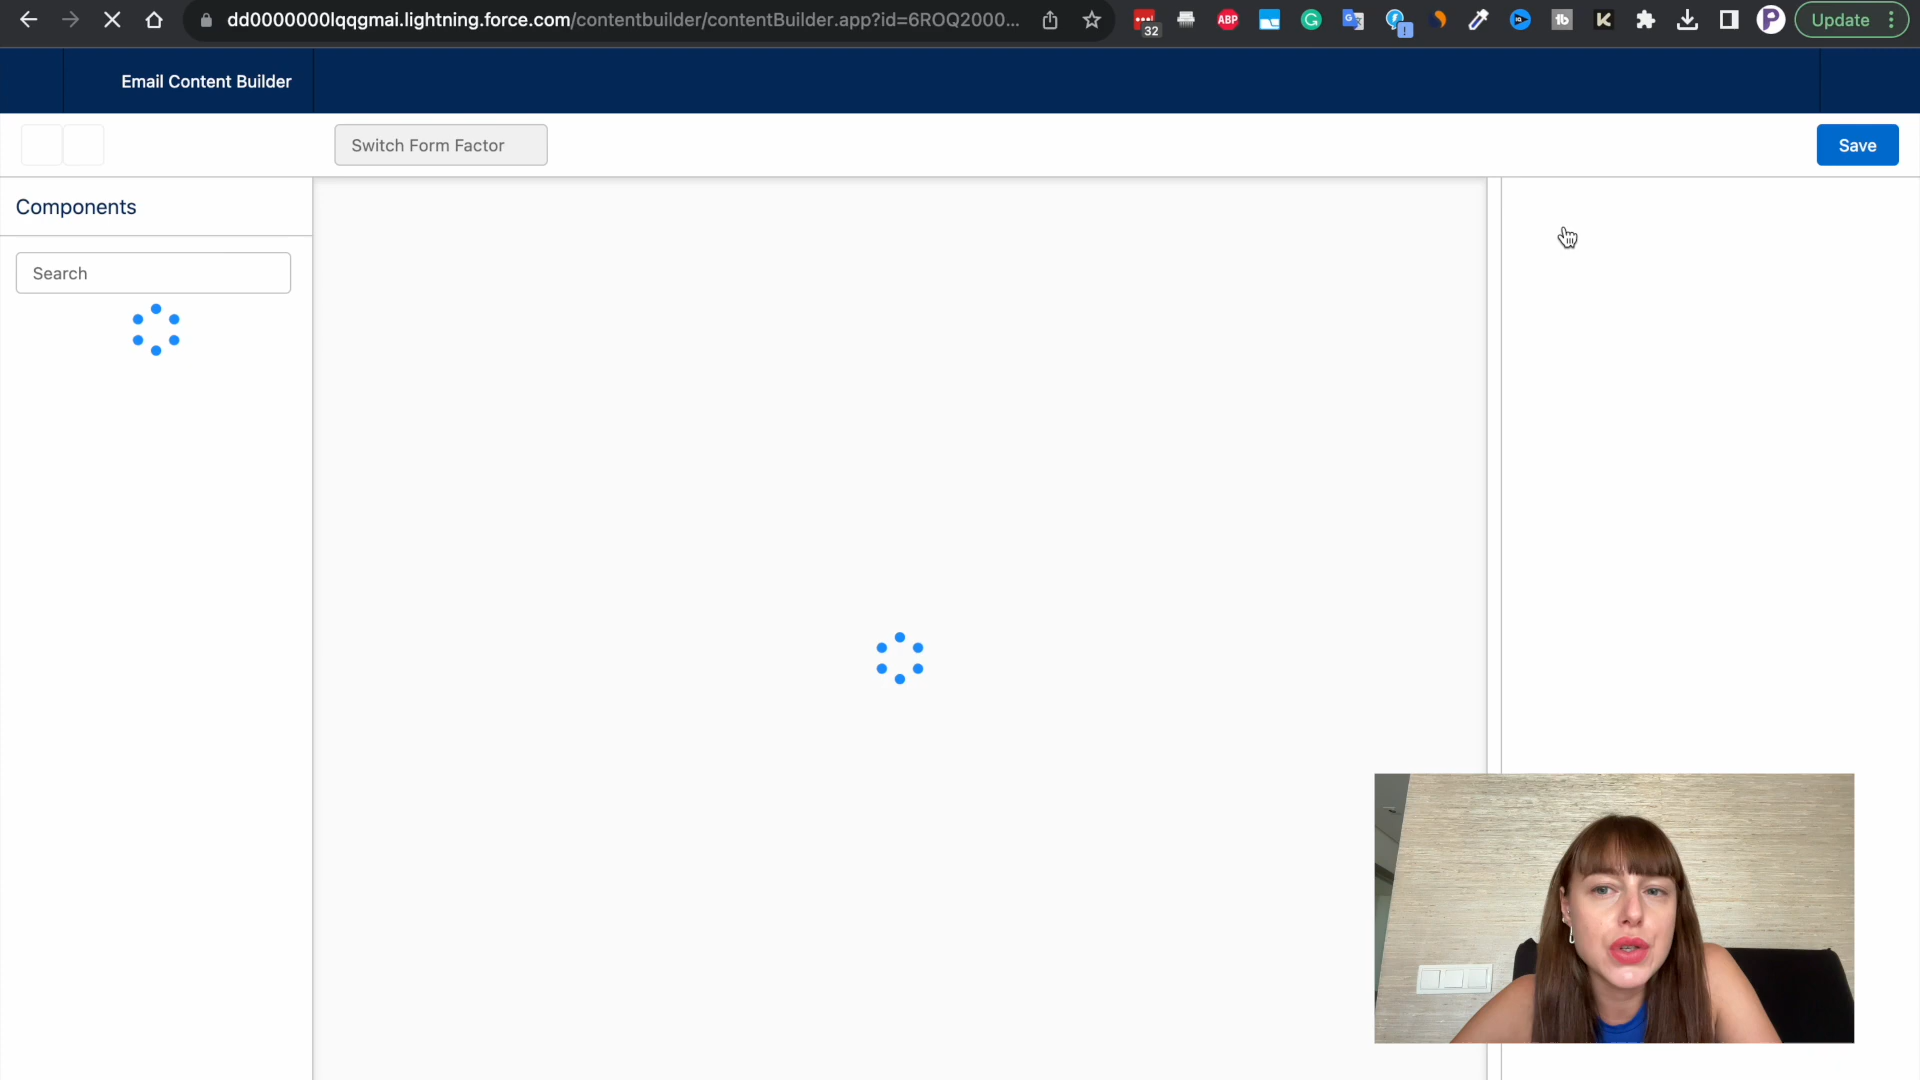 dd0000000lqqgmai.lightning.force.com/contentbuilder/contentBuilder.app?id=6ROQ2000...
32
ABP
G
!
tb
K
P
Update
Email Content Builder
Switch Form Factor
Save
Components
Search